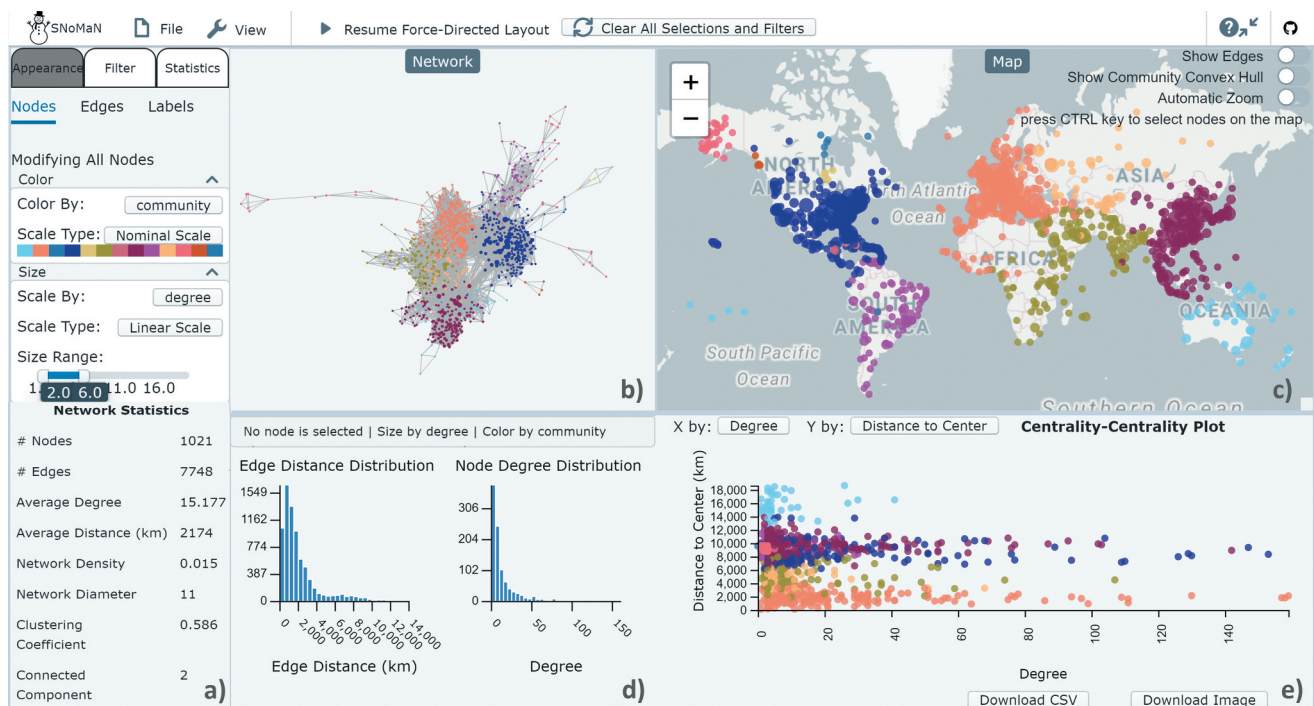 SNoMaN File View Resume Force-Directed Layout Clear All Selections and Filters
Appearance Filter Statistics
Nodes Edges Labels
Modifying All Nodes
Color
Color By: community
Scale Type: Nominal Scale
Size
Scale By: degree
Scale Type: Linear Scale
Size Range:
2.0 6.0 11.0 16.0
Network Statistics
# Nodes 1021
# Edges 7748
Average Degree 15.177
Average Distance (km) 2174
Network Density 0.015
Network Diameter 11
Clustering Coefficient 0.586
Connected Component 2
a)
Network
b)
Map
+
−
Show Edges
Show Community Convex Hull
Automatic Zoom
press CTRL key to select nodes on the map
NORTH
AMERICA
North Atlantic
Ocean
ASIA
AFRICA
SOUTH
AMERICA
OCEANIA
South Pacific
Ocean
Southern Ocean
c)
No node is selected | Size by degree | Color by community
Edge Distance Distribution
1549
1162
774
387
0
0 2,000 4,000 6,000 8,000 10,000 12,000 14,000
Edge Distance (km)
Node Degree Distribution
306
204
102
0
0 50 100 150
Degree
d)
X by: Degree Y by: Distance to Center Centrality-Centrality Plot
Distance to Center (km)
18,000
16,000
14,000
12,000
10,000
8,000
6,000
4,000
2,000
0
0 20 40 60 80 100 120 140
Degree
Download CSV Download Image
e)